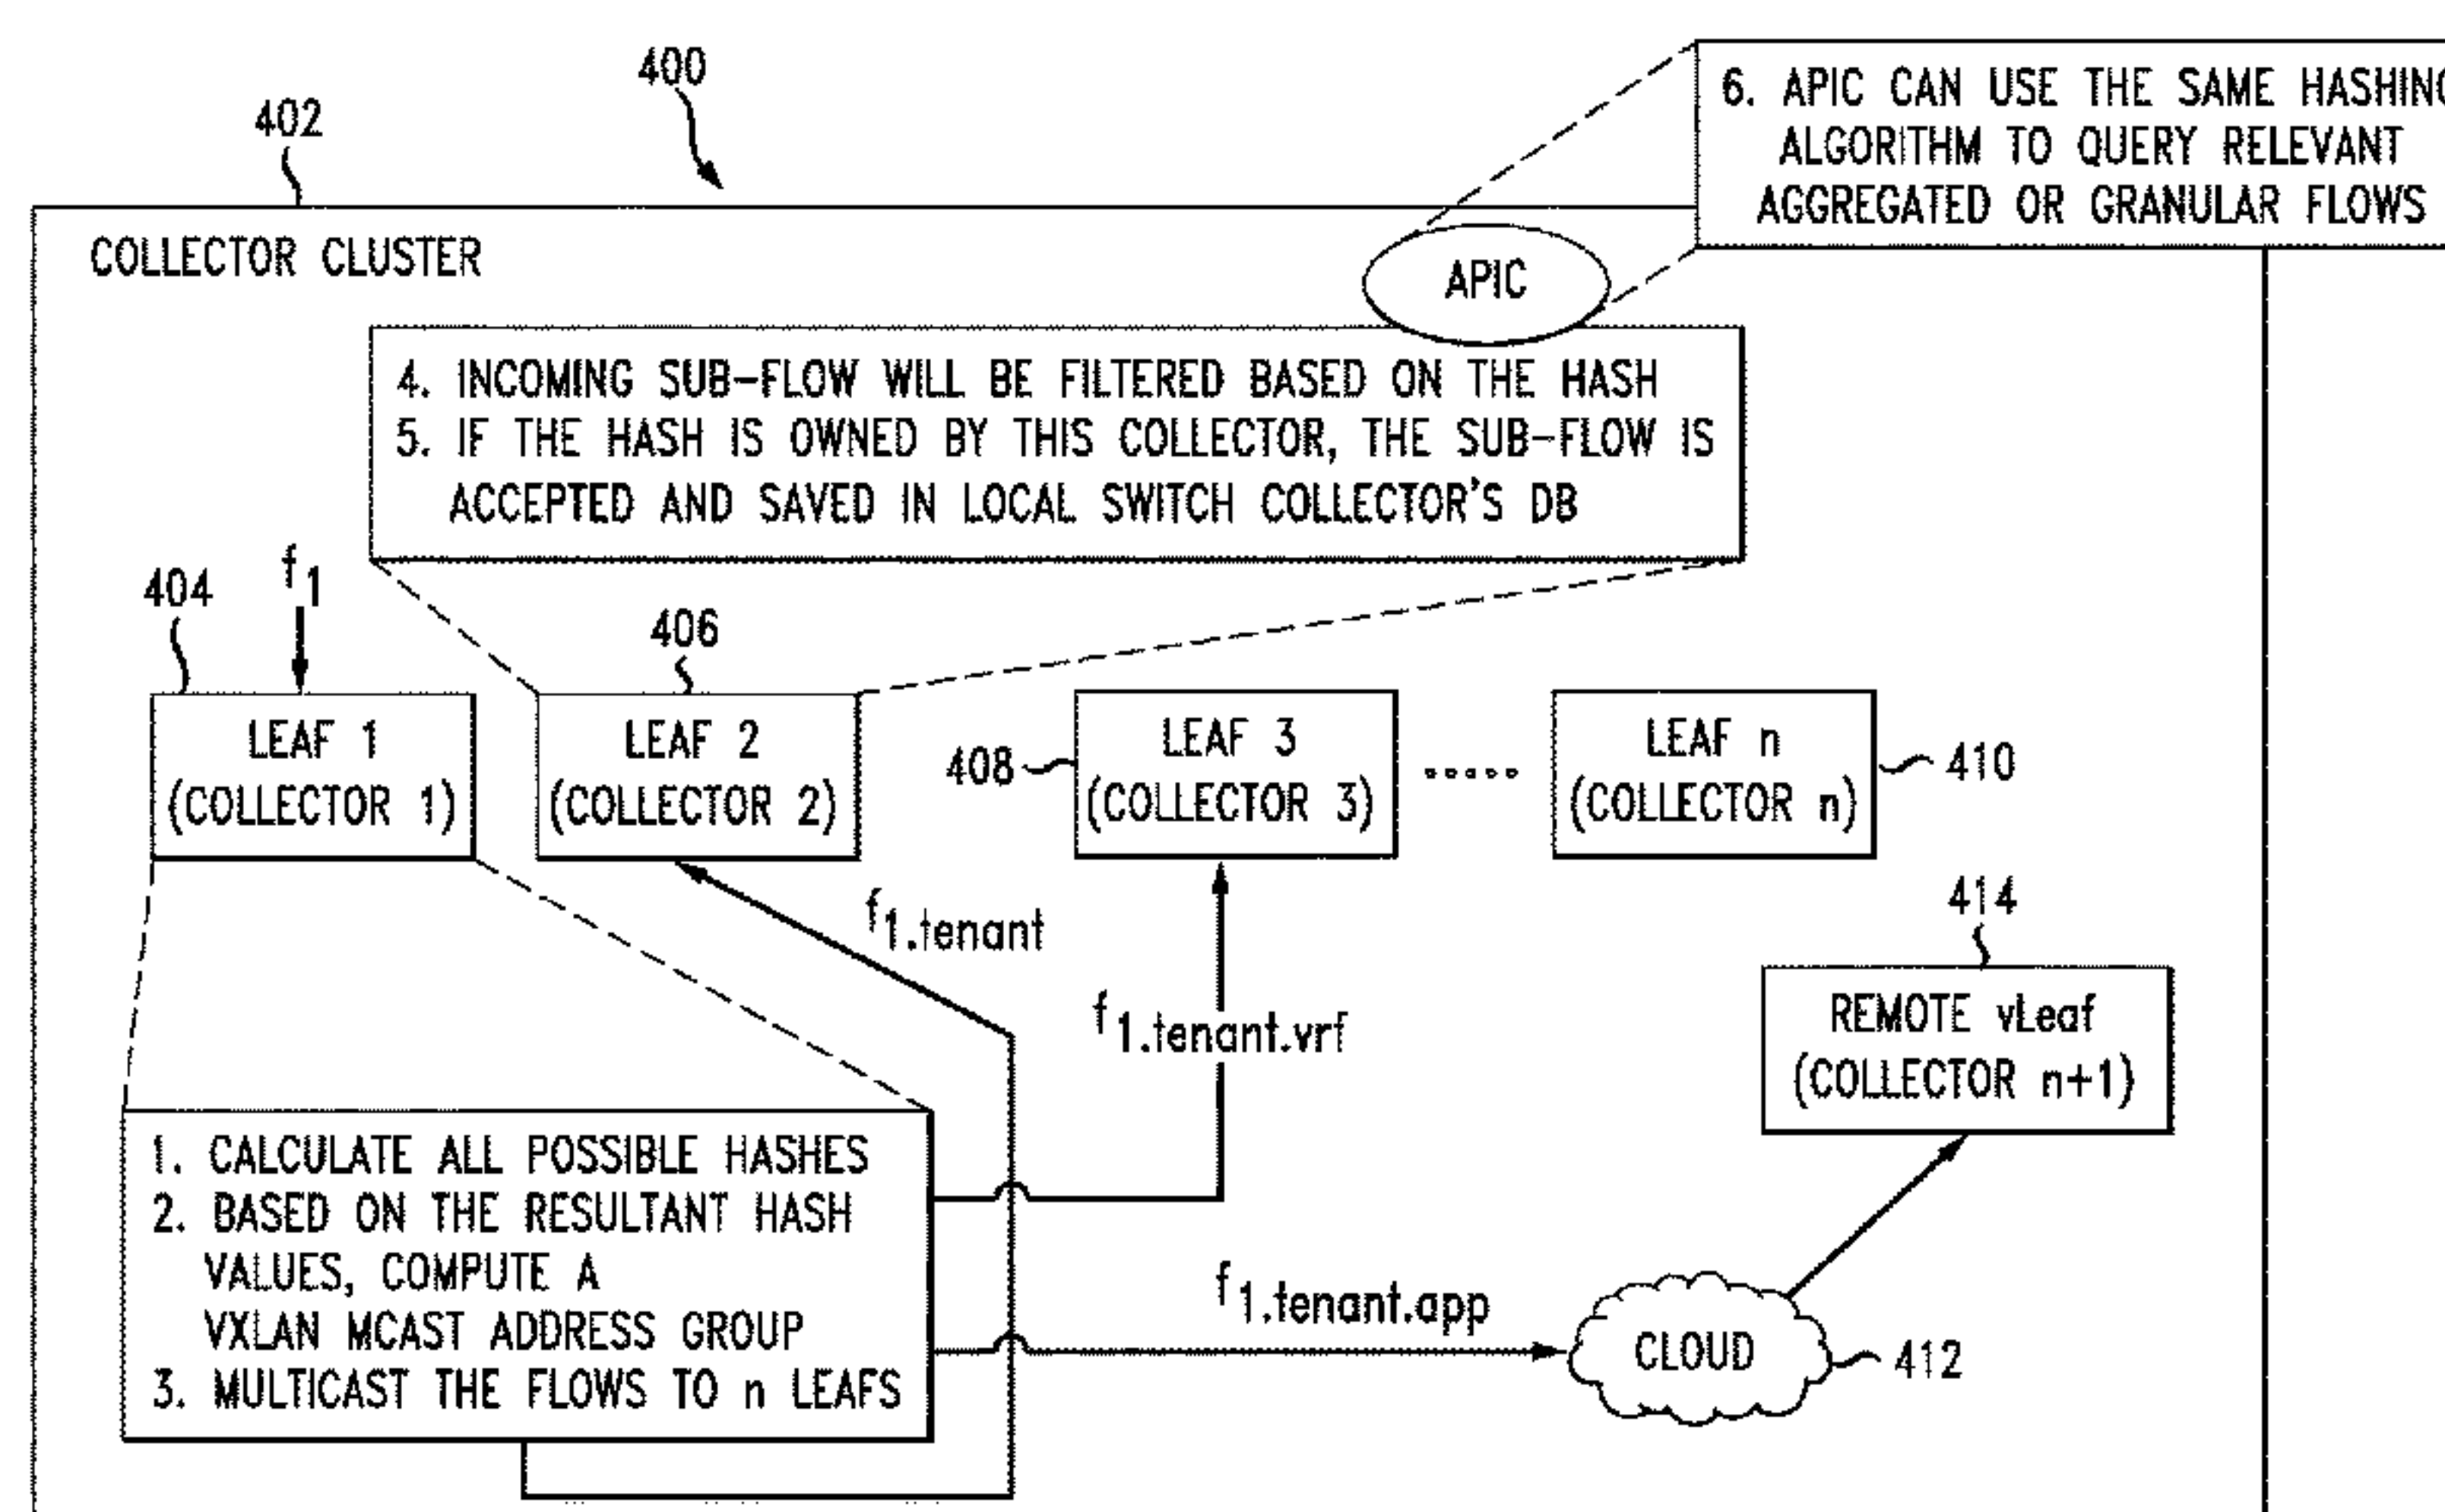 400
402
6. APIC CAN USE THE SAME HASHING
ALGORITHM TO QUERY RELEVANT
AGGREGATED OR GRANULAR FLOWS
COLLECTOR CLUSTER
APIC
4. INCOMING SUB-FLOW WILL BE FILTERED BASED ON THE HASH
5. IF THE HASH IS OWNED BY THIS COLLECTOR, THE SUB-FLOW IS
ACCEPTED AND SAVED IN LOCAL SWITCH COLLECTOR'S DB
404
f1
406
LEAF 1
(COLLECTOR 1)
LEAF 2
(COLLECTOR 2)
408
LEAF 3
(COLLECTOR 3)
.....
LEAF n
(COLLECTOR n)
410
f1.tenant
414
f1.tenant.vrf
REMOTE vLeaf
(COLLECTOR n+1)
1. CALCULATE ALL POSSIBLE HASHES
2. BASED ON THE RESULTANT HASH
VALUES, COMPUTE A
VXLAN MCAST ADDRESS GROUP
3. MULTICAST THE FLOWS TO n LEAFS
f1.tenant.app
CLOUD
412